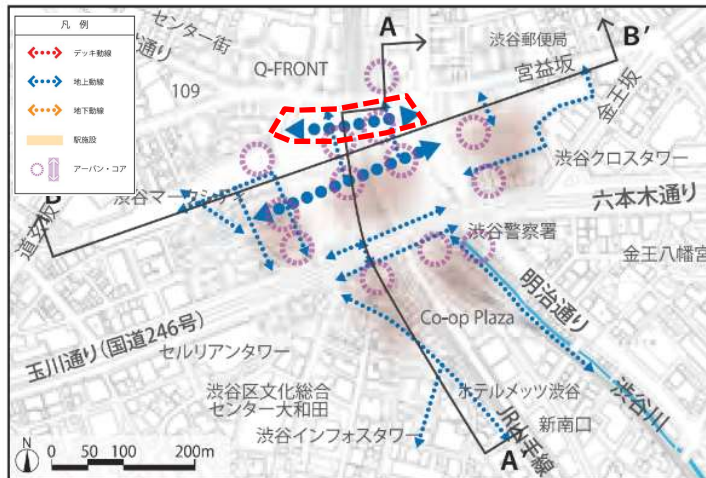 凡 例
デッキ動線
地上動線
地下動線
駅施設
アーバン・コア
通り
センター街
109
Q-FRONT
A
渋谷郵便局
宮益坂
B'
金王坂
渋谷クロスタワー
六本木通り
渋谷マークシティ
B
道玄坂
渋谷警察署
金王八幡宮
明治通り
Co-op Plaza
玉川通り(国道246号)
セルリアンタワー
渋谷区文化総合
センター大和田
渋谷インフォスタワー
ホテルメッツ渋谷
新南口
渋谷川
JR山手線
A'
N
0 50 100 200m